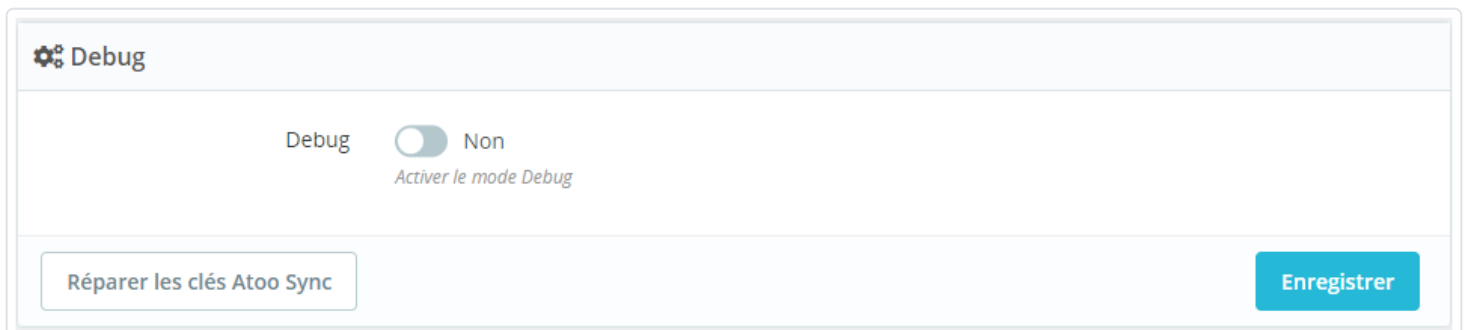 Debug
Debug Non
Activer le mode Debug
Réparer les clés Atoo Sync Enregistrer